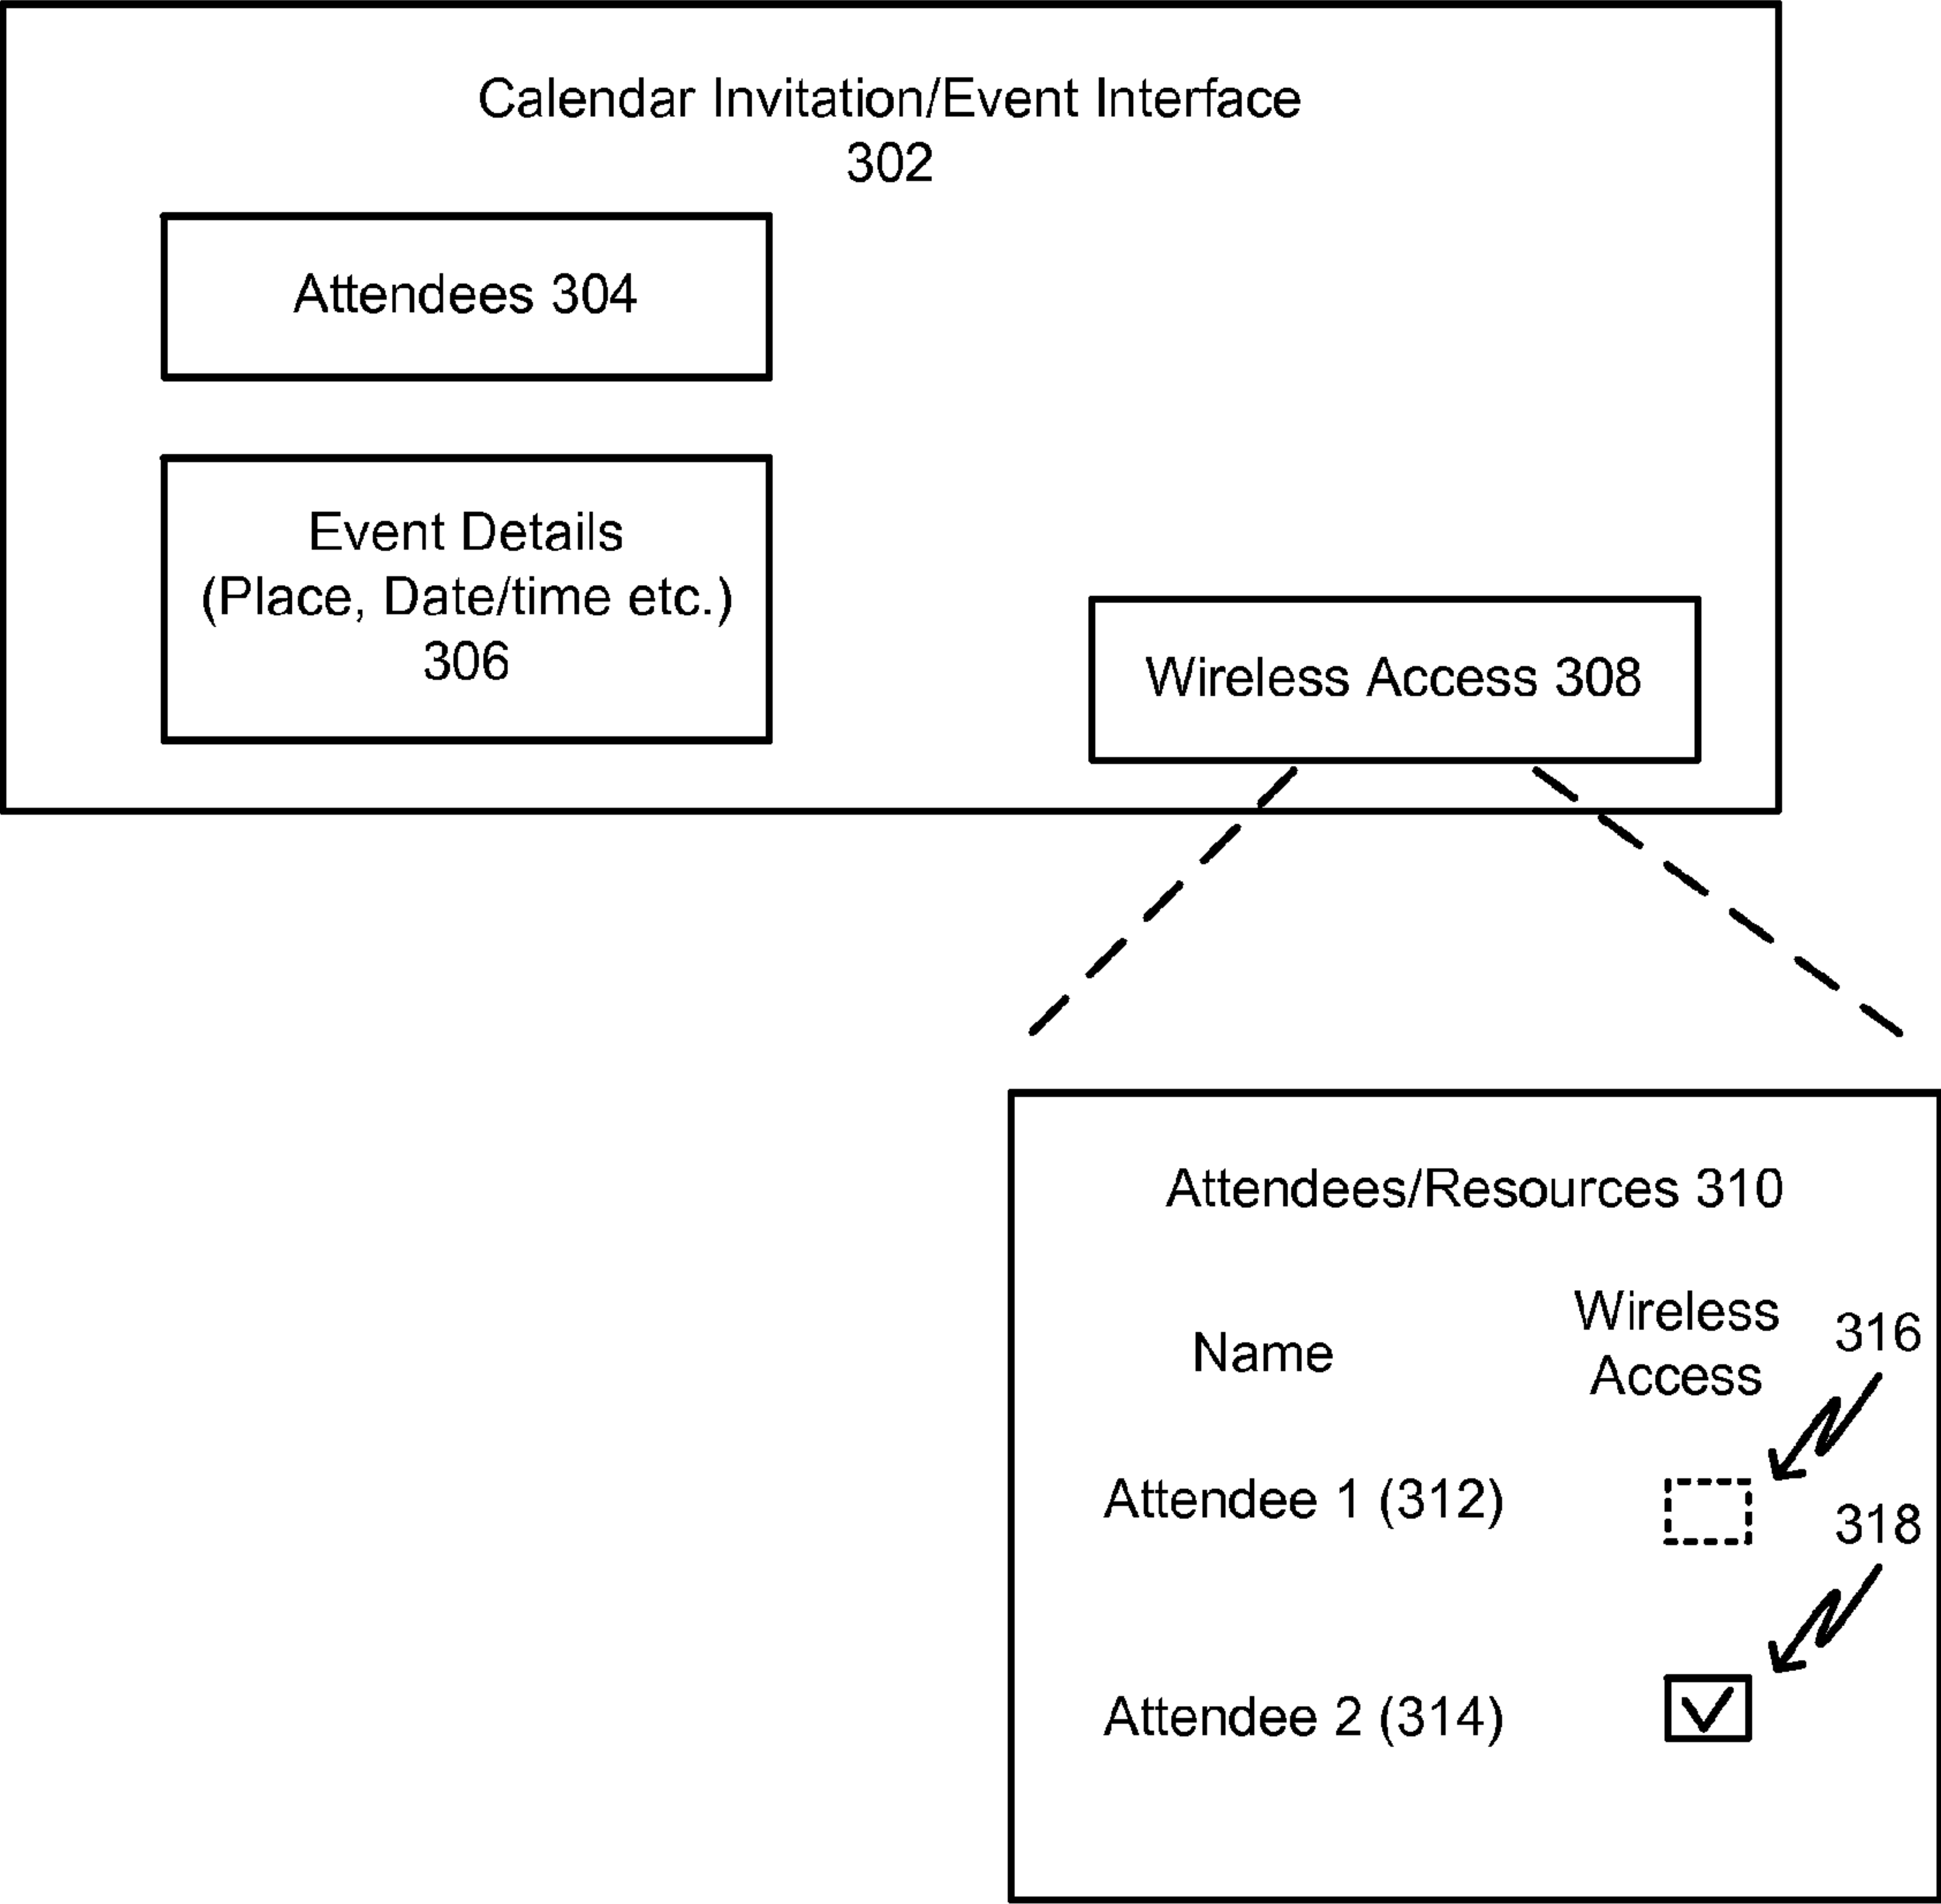 Calendar Invitation/Event Interface
302
Attendees 304
Event Details
(Place, Date/time etc.)
306
Wireless Access 308
Attendees/Resources 310
Name
Wireless
Access
316
Attendee 1 (312)
318
Attendee 2 (314)